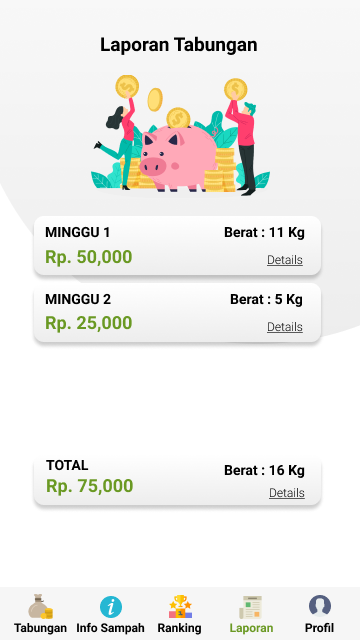 Laporan Tabungan
MINGGU 1 Berat : 11 Kg
Rp. 50,000 Details
MINGGU 2 Berat : 5 Kg
Rp. 25,000 Details
TOTAL Berat : 16 Kg
Rp. 75,000 Details
Tabungan Info Sampah Ranking Laporan Profil